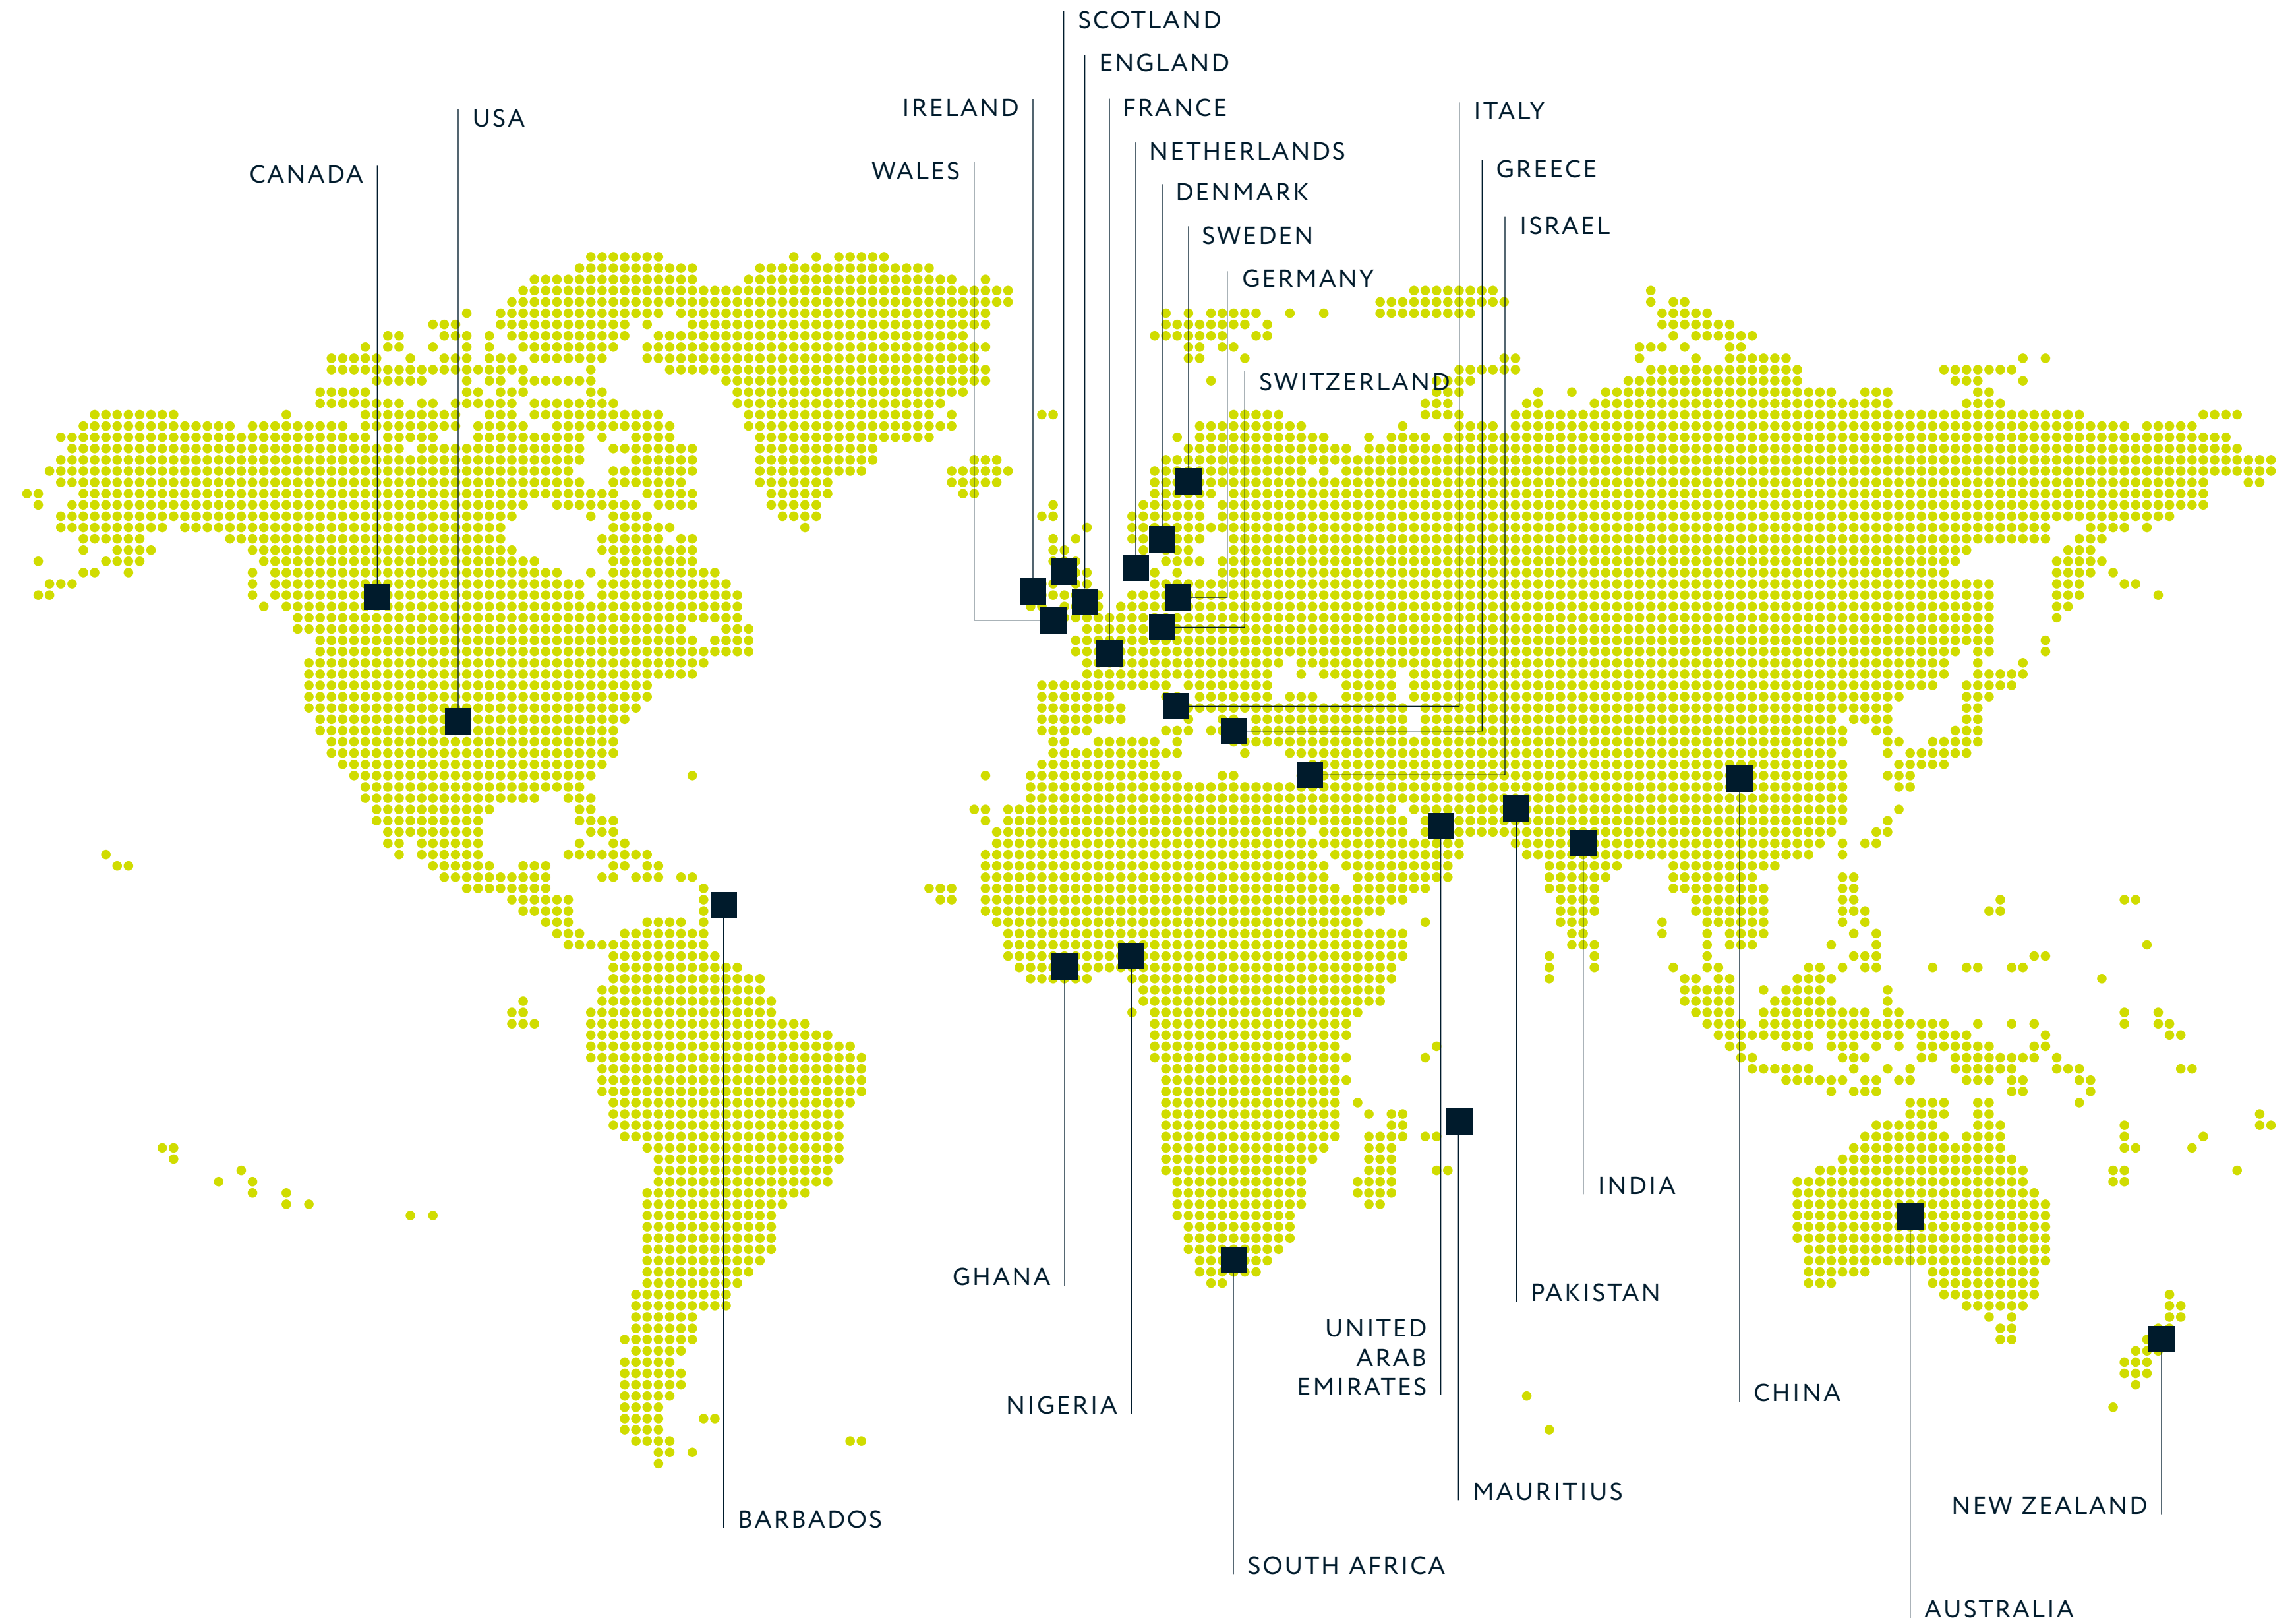 SCOTLAND
ENGLAND
IRELAND
FRANCE
ITALY
USA
NETHERLANDS
WALES
GREECE
CANADA
DENMARK
ISRAEL
SWEDEN
GERMANY
SWITZERLAND
INDIA
GHANA
PAKISTAN
UNITED
ARAB
EMIRATES
CHINA
NIGERIA
MAURITIUS
NEW ZEALAND
BARBADOS
SOUTH AFRICA
AUSTRALIA